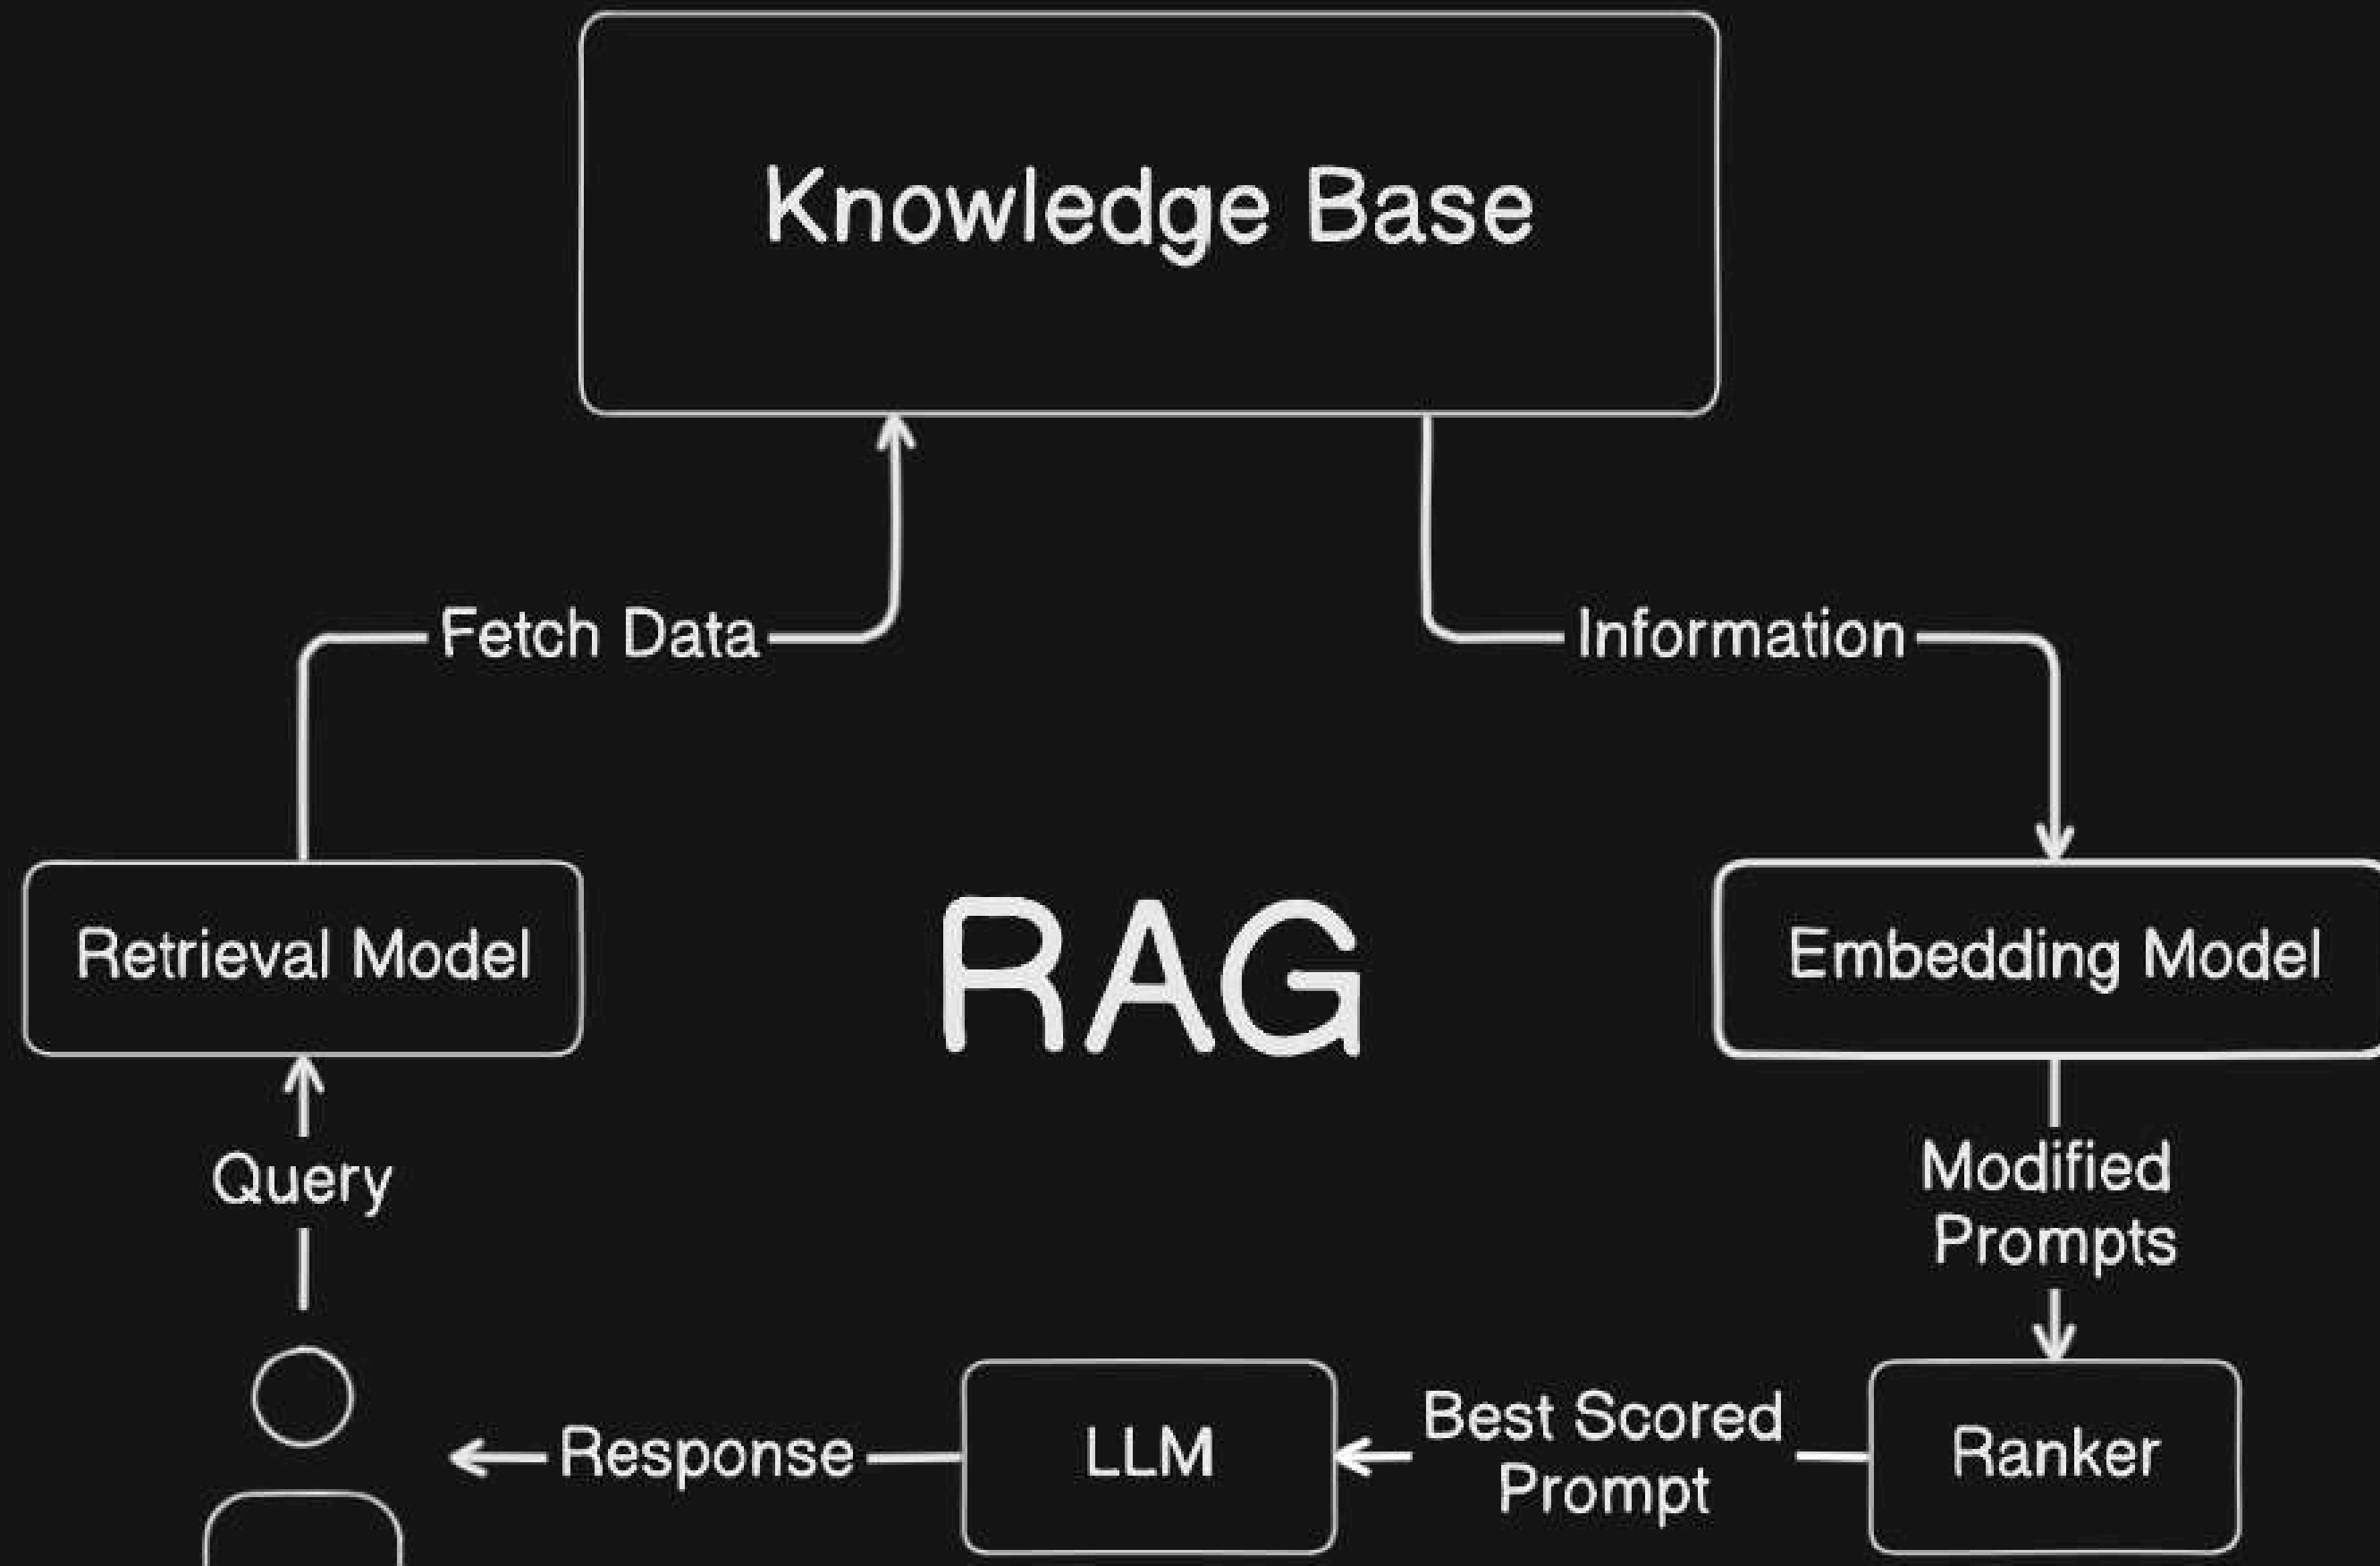 Knowledge Base
Fetch Data
Information
Retrieval Model
RAG
Embedding Model
Query
Modified
Prompts
Response
LLM
Best Scored
Prompt
Ranker